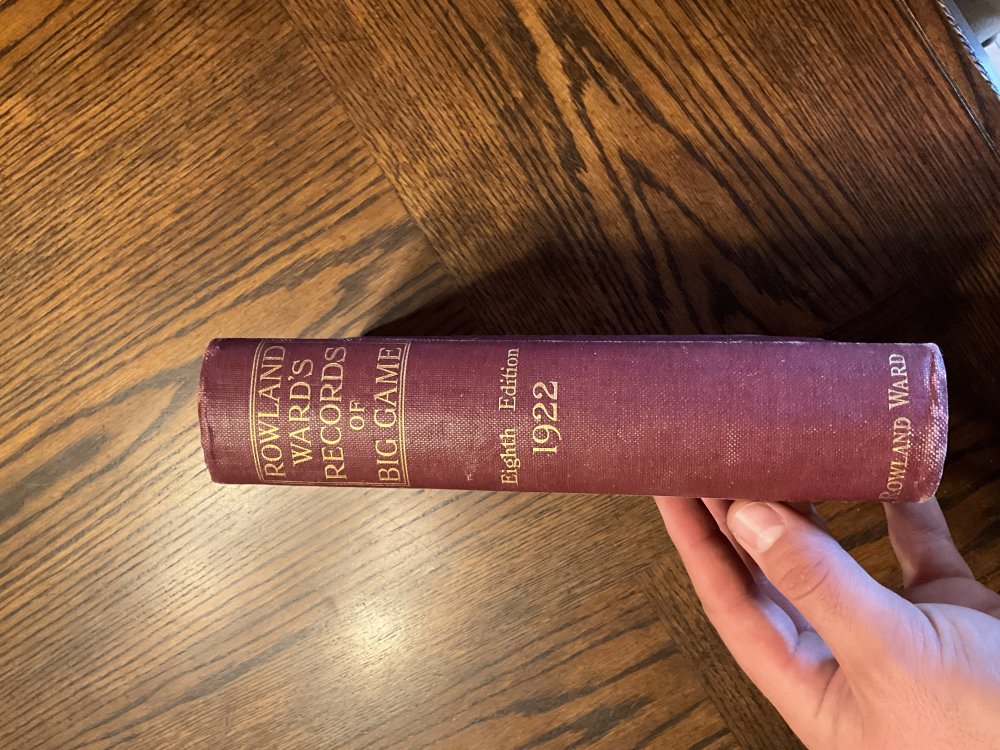 ROWLAND
WARD'S
RECORDS
OF
BIG GAME
Eighth Edition
1922
ROWLAND WARD